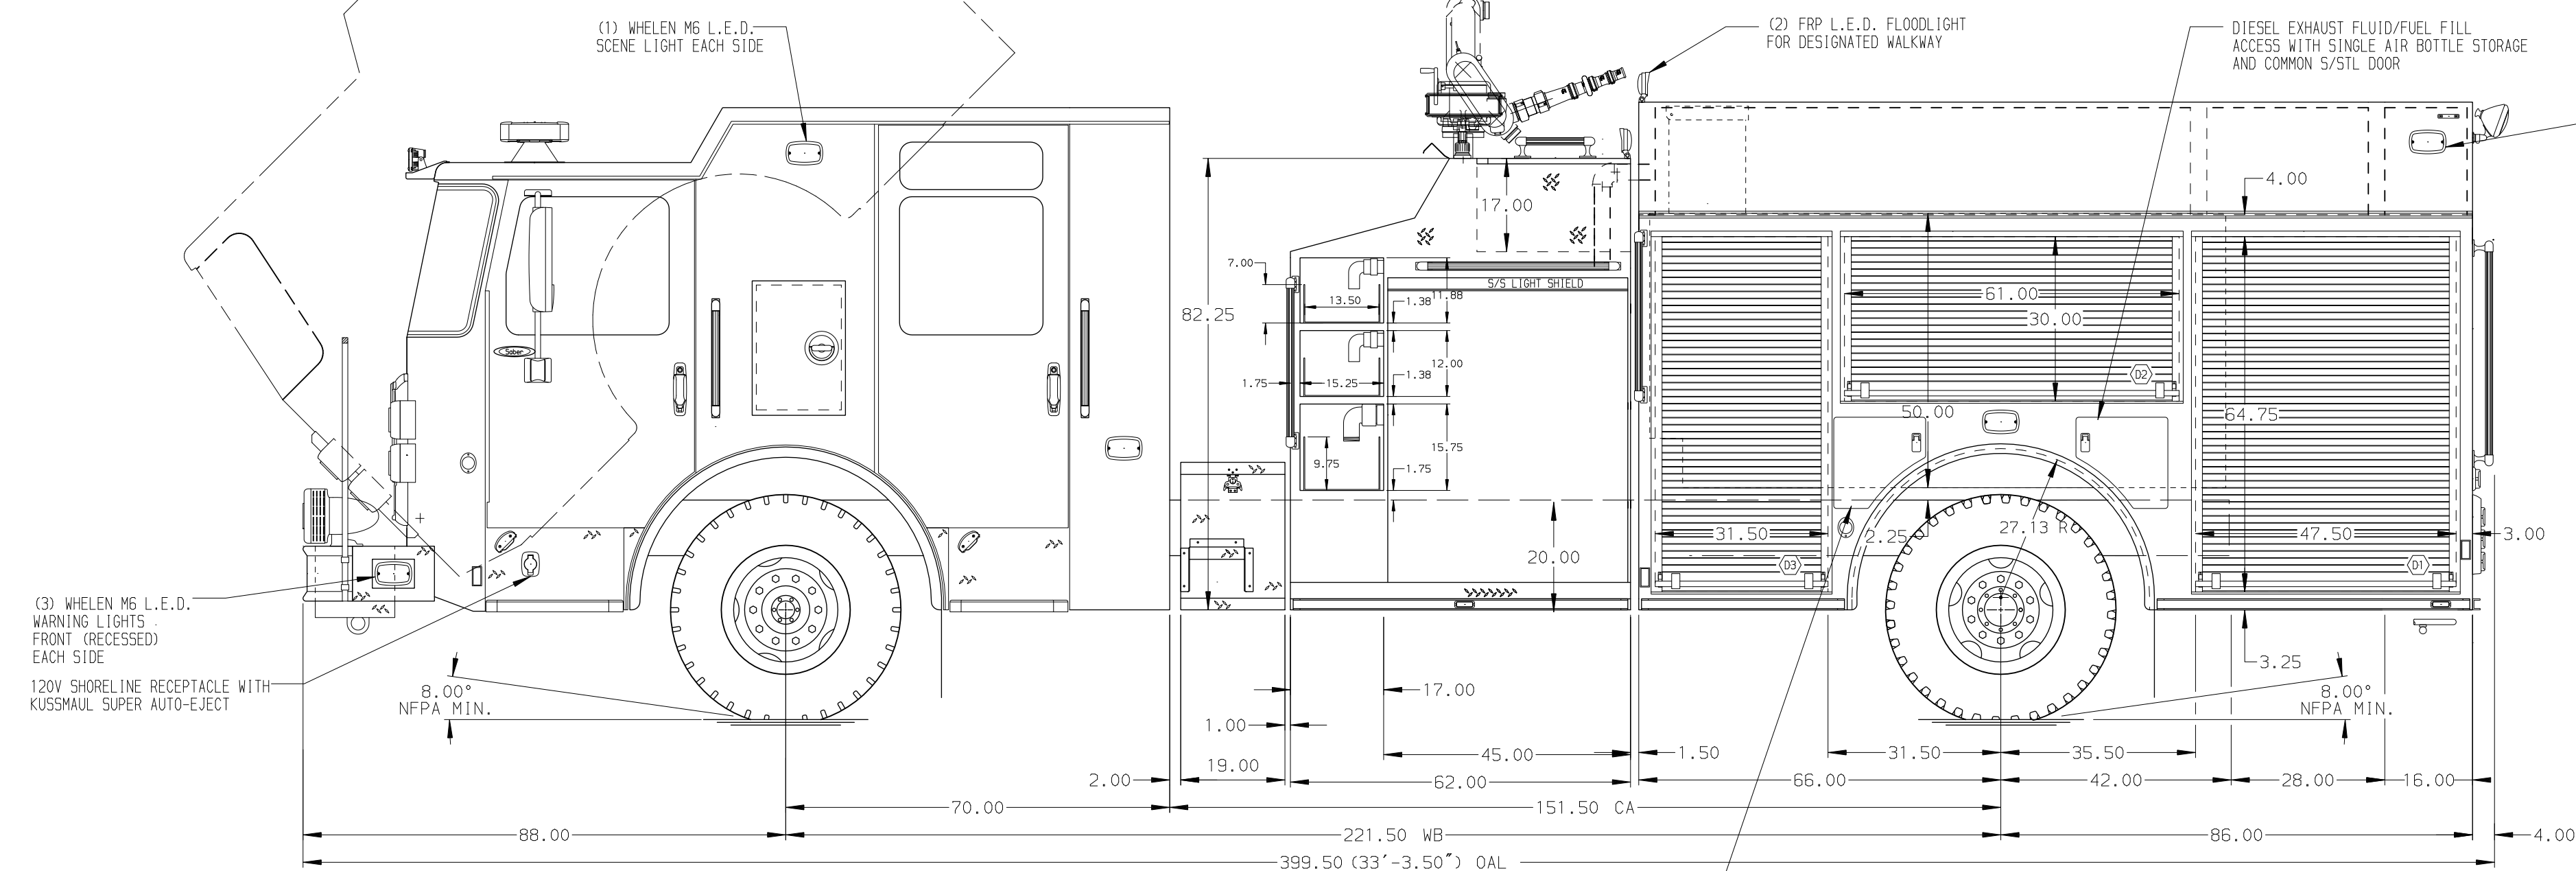 (1) WHELEN M6 L.E.D.
SCENE LIGHT EACH SIDE
(2) FRP L.E.D. FLOODLIGHT
FOR DESIGNATED WALKWAY
DIESEL EXHAUST FLUID/FUEL FILL
ACCESS WITH SINGLE AIR BOTTLE STORAGE
AND COMMON S/STL DOOR
4.00
17.00
7.00
S/S LIGHT SHIELD
13.50
1.38
11.88
82.25
61.00
30.00
Saber
12.00
1.38
1.75
15.25
D2
50.00
64.75
15.75
9.75
1.75
31.50
2.25
27.13 R
47.50
3.00
20.00
D3
D1
(3) WHELEN M6 L.E.D.
WARNING LIGHTS
FRONT (RECESSED)
EACH SIDE
120V SHORELINE RECEPTACLE WITH
KUSSMAUL SUPER AUTO-EJECT
8.00°
NFPA MIN.
3.25
8.00°
NFPA MIN.
17.00
1.00
45.00
1.50
31.50
35.50
2.00
19.00
62.00
66.00
42.00
28.00
16.00
70.00
151.50 CA
88.00
221.50 WB
86.00
4.00
399.50 (33'-3.50") OAL